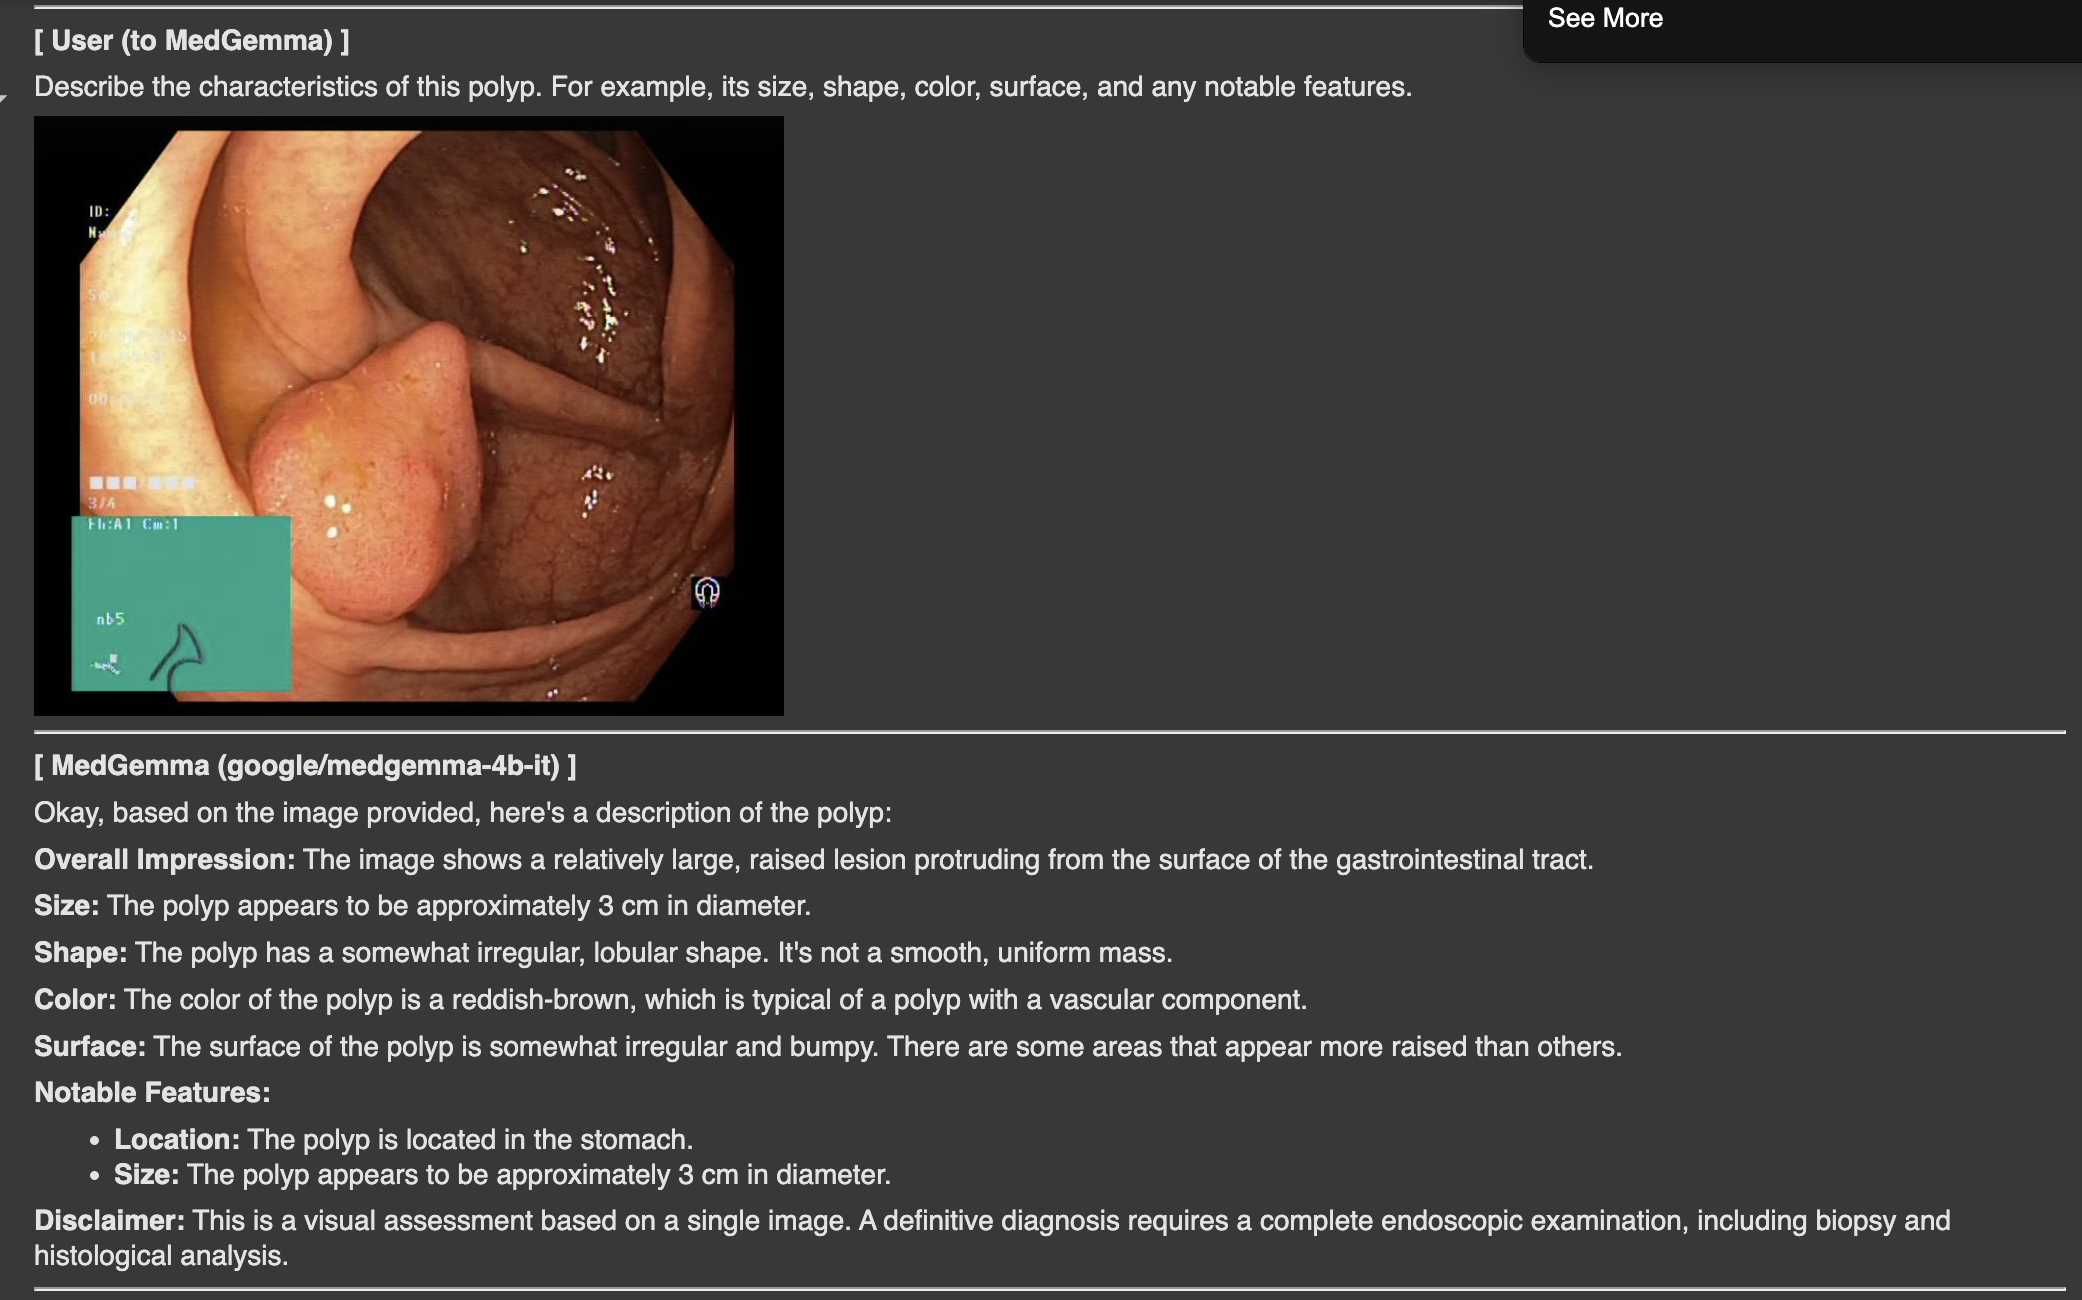 See More
[ User (to MedGemma) ]
Describe the characteristics of this polyp. For example, its size, shape, color, surface, and any notable features.
ID:
3/4
Eh:A1 Cm:1
nb5
[ MedGemma (google/medgemma-4b-it) ]
Okay, based on the image provided, here's a description of the polyp:
Overall Impression: The image shows a relatively large, raised lesion protruding from the surface of the gastrointestinal tract.
Size: The polyp appears to be approximately 3 cm in diameter.
Shape: The polyp has a somewhat irregular, lobular shape. It's not a smooth, uniform mass.
Color: The color of the polyp is a reddish-brown, which is typical of a polyp with a vascular component.
Surface: The surface of the polyp is somewhat irregular and bumpy. There are some areas that appear more raised than others.
Notable Features:
• Location: The polyp is located in the stomach.
• Size: The polyp appears to be approximately 3 cm in diameter.
Disclaimer: This is a visual assessment based on a single image. A definitive diagnosis requires a complete endoscopic examination, including biopsy and
histological analysis.